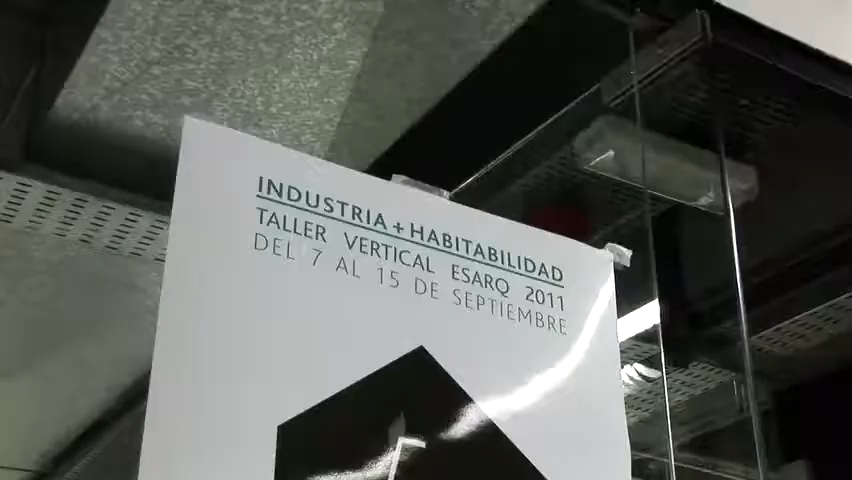 INDUSTRIA+HABITABILIDAD
TALLER VERTICAL ESARQ 2011
DEL 7 AL 15 DE SEPTIEMBRE